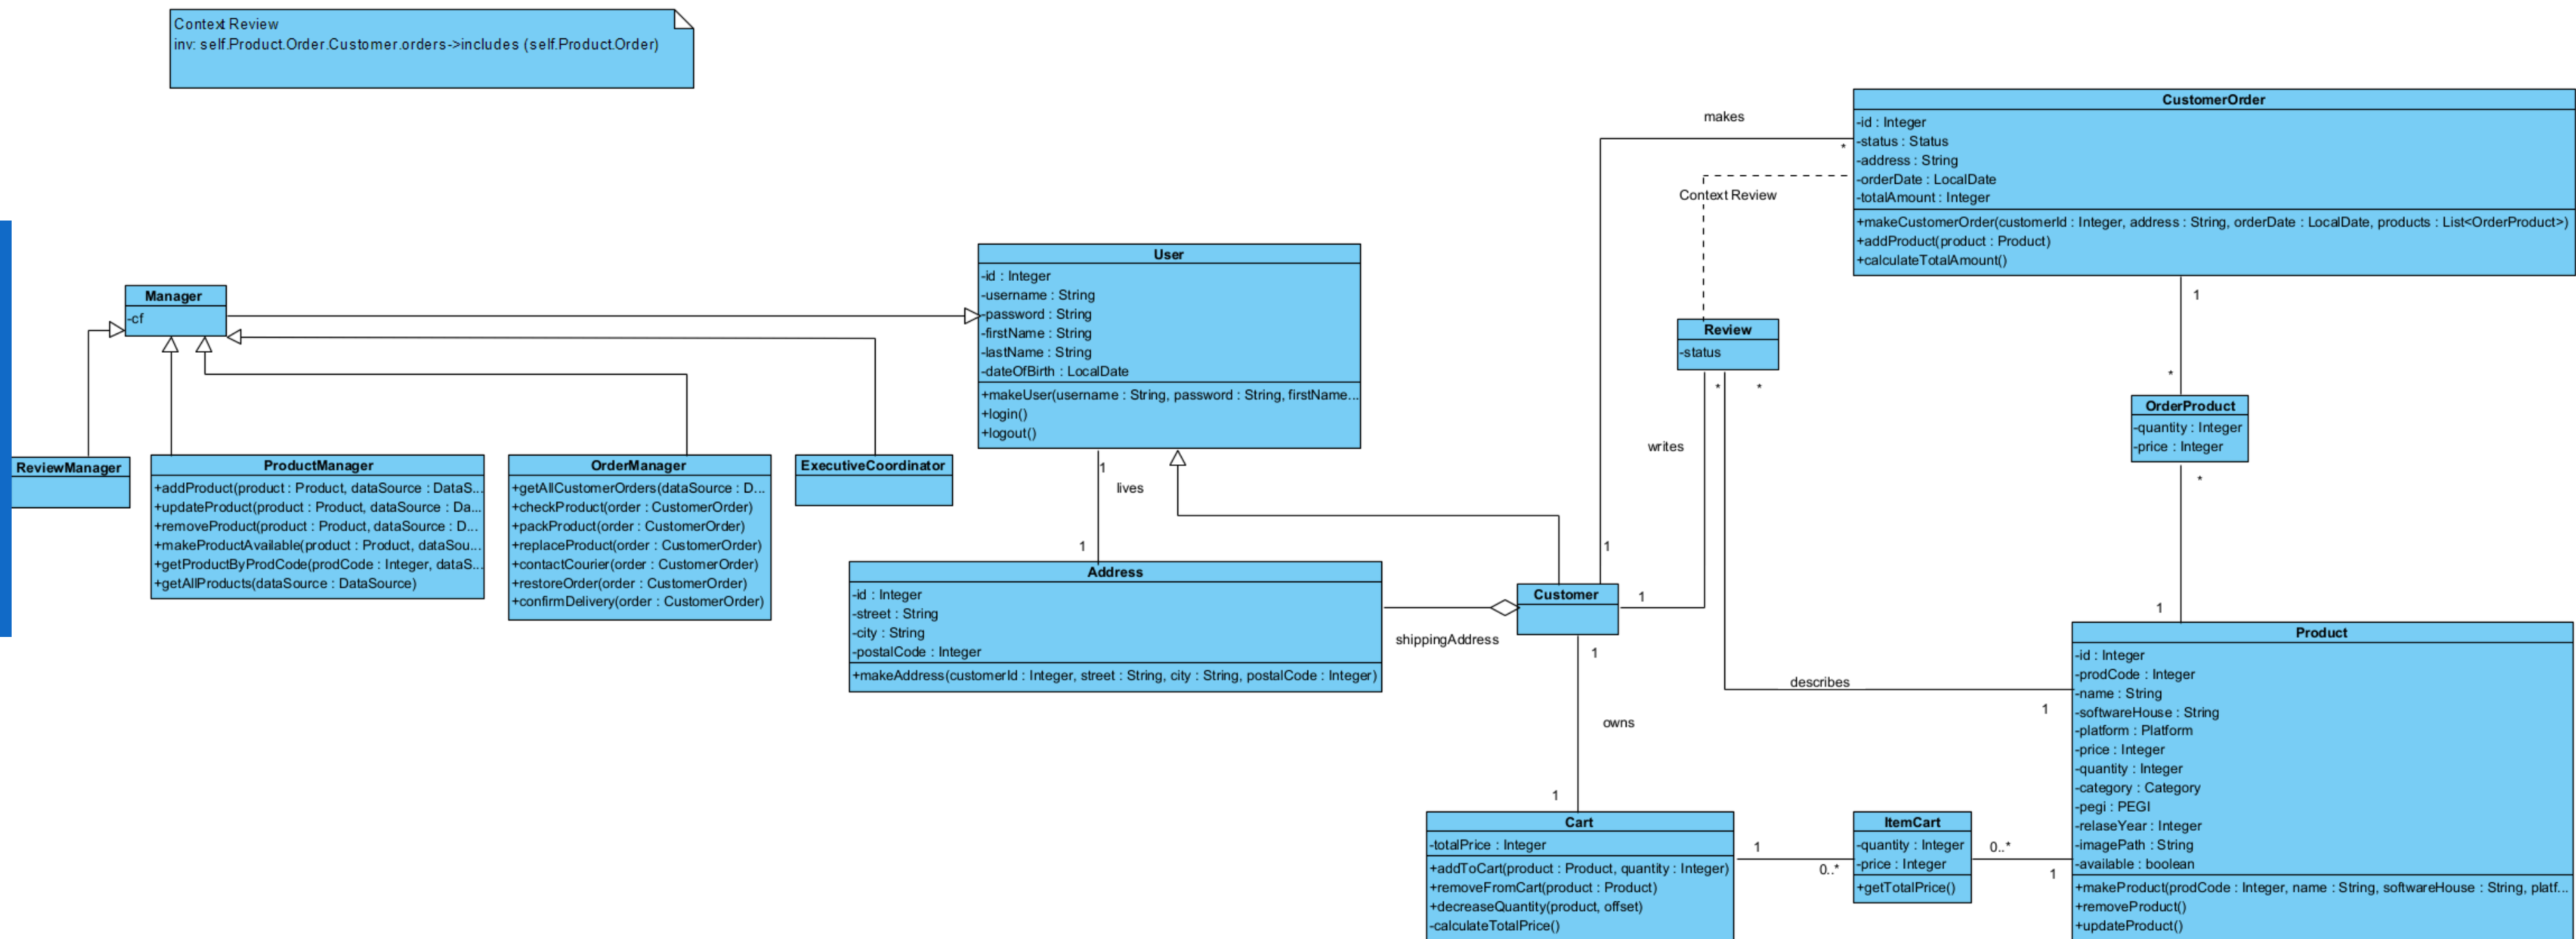 Context Review
inv: self.Product.Order.Customer.orders->includes (self.Product.Order)
CustomerOrder
-id : Integer
-status : Status
-address : String
-orderDate : LocalDate
-totalAmount : Integer
+makeCustomerOrder(customerId : Integer, address : String, orderDate : LocalDate, products : List<OrderProduct>)
+addProduct(product : Product)
+calculateTotalAmount()
makes
*
Context Review
User
-id : Integer
-username : String
-password : String
-firstName : String
-lastName : String
-dateOfBirth : LocalDate
+makeUser(username : String, password : String, firstName...
+login()
+logout()
Manager
-cf
Review
-status
*
*
1
*
OrderProduct
-quantity : Integer
-price : Integer
*
1
writes
ReviewManager
ProductManager
+addProduct(product : Product, dataSource : DataS...
+updateProduct(product : Product, dataSource : Da...
+removeProduct(product : Product, dataSource : D...
+makeProductAvailable(product : Product, dataSou...
+getProductByProdCode(prodCode : Integer, dataS...
+getAllProducts(dataSource : DataSource)
OrderManager
+getAllCustomerOrders(dataSource : D...
+checkProduct(order : CustomerOrder)
+packProduct(order : CustomerOrder)
+replaceProduct(order : CustomerOrder)
+contactCourier(order : CustomerOrder)
+restoreOrder(order : CustomerOrder)
+confirmDelivery(order : CustomerOrder)
ExecutiveCoordinator
1
lives
1
Address
-id : Integer
-street : String
-city : String
-postalCode : Integer
+makeAddress(customerId : Integer, street : String, city : String, postalCode : Integer)
shippingAddress
1
Customer
1
1
owns
1
describes
1
Product
-id : Integer
-prodCode : Integer
-name : String
-softwareHouse : String
-platform : Platform
-price : Integer
-quantity : Integer
-category : Category
-pegi : PEGI
-relaseYear : Integer
-imagePath : String
-available : boolean
+makeProduct(prodCode : Integer, name : String, softwareHouse : String, platf...
+removeProduct()
+updateProduct()
Cart
-totalPrice : Integer
+addToCart(product : Product, quantity : Integer)
+removeFromCart(product : Product)
+decreaseQuantity(product, offset)
-calculateTotalPrice()
1
0..*
ItemCart
-quantity : Integer
-price : Integer
+getTotalPrice()
0..*
1